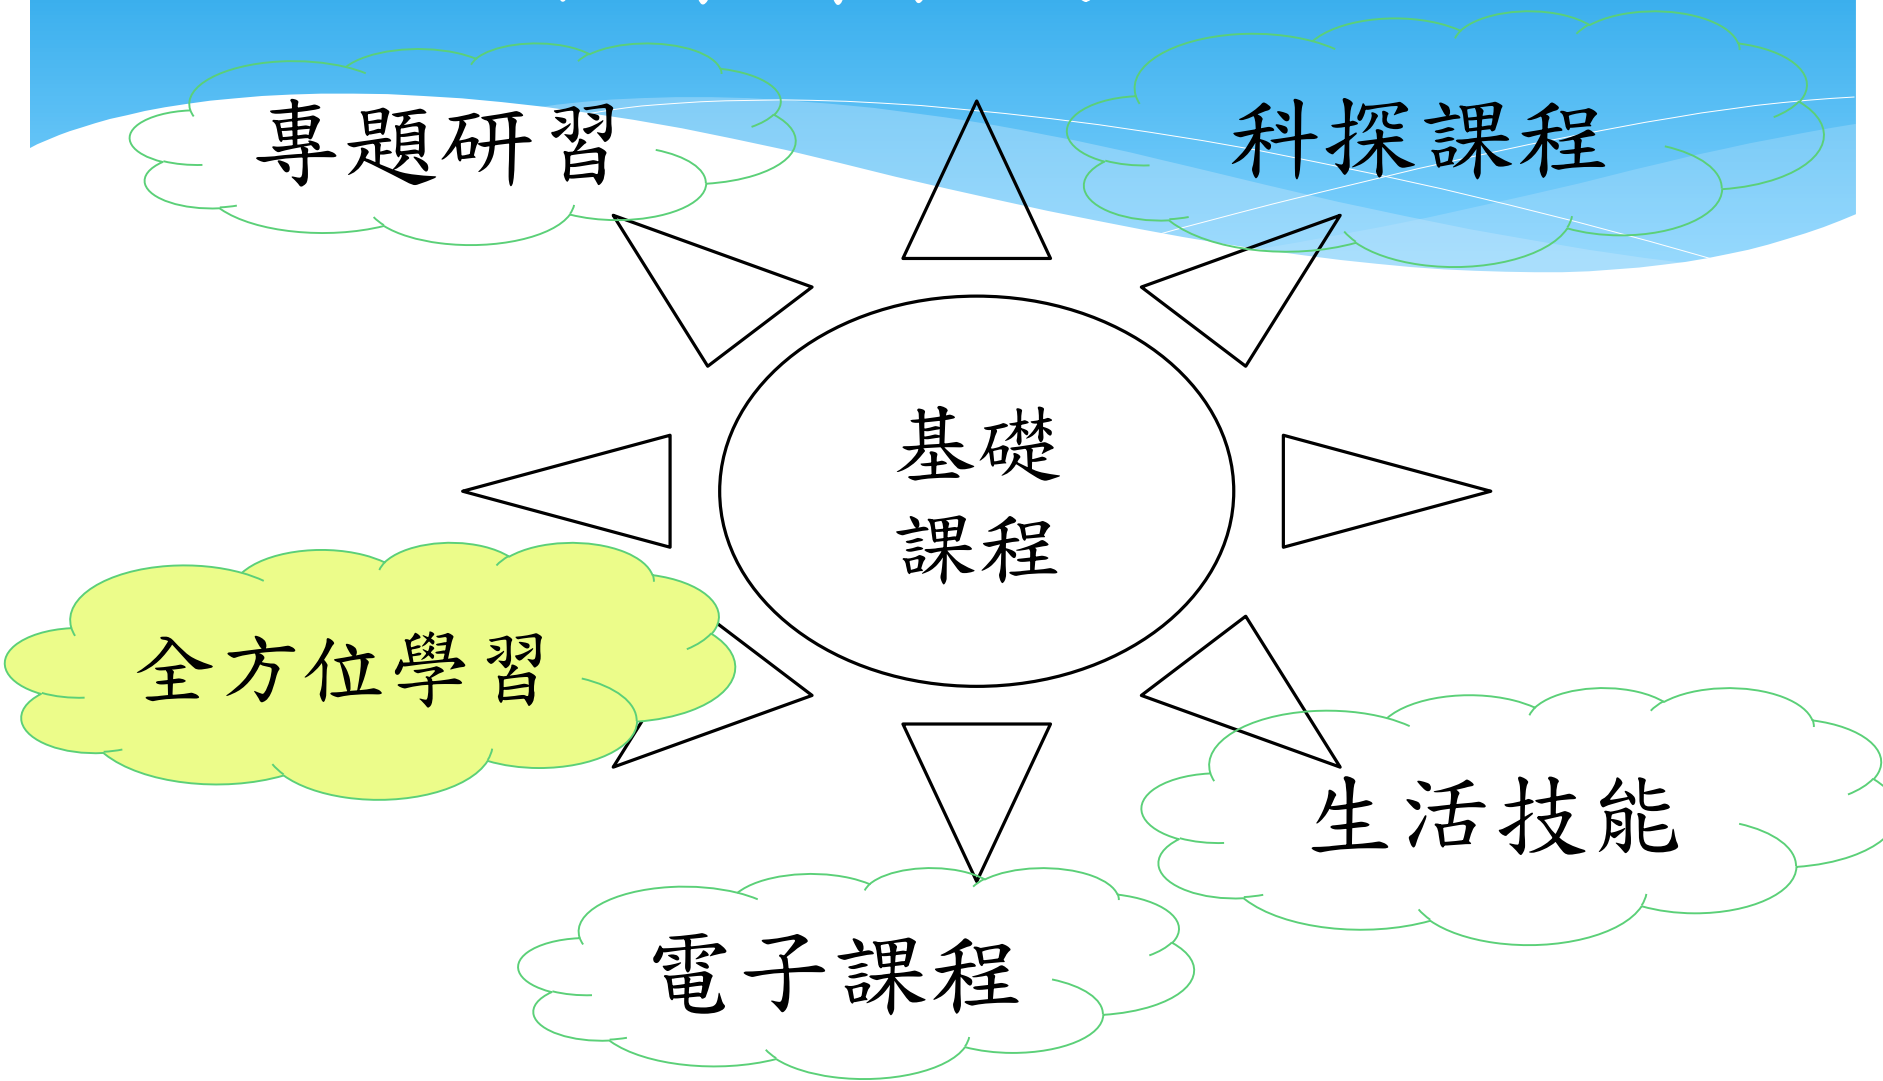 專題研習
科探課程
基礎
課程
全方位學習
生活技能
電子課程